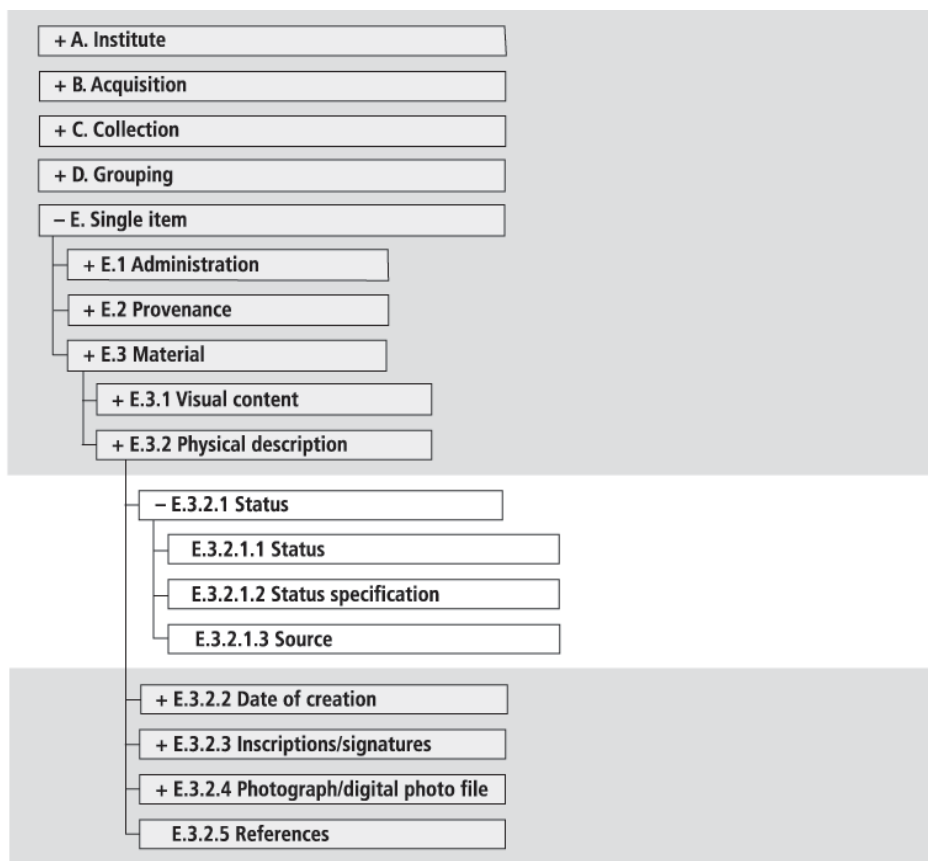 + A. Institute
+ B. Acquisition
+ C. Collection
+ D. Grouping
– E. Single item
+ E.1 Administration
+ E.2 Provenance
+ E.3 Material
+ E.3.1 Visual content
+ E.3.2 Physical description
– E.3.2.1 Status
E.3.2.1.1 Status
E.3.2.1.2 Status specification
E.3.2.1.3 Source
+ E.3.2.2 Date of creation
+ E.3.2.3 Inscriptions/signatures
+ E.3.2.4 Photograph/digital photo file
E.3.2.5 References